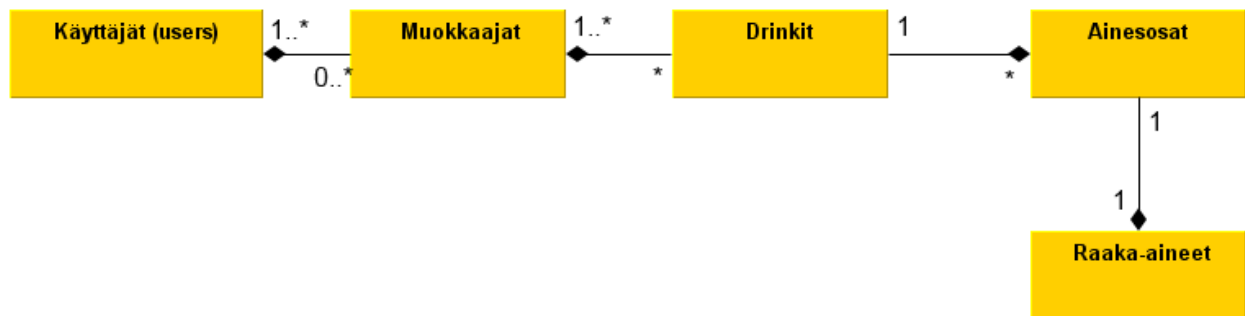 Käyttäjät (users)
1..*
0..*
Muokkaajat
1..*
*
Drinkit
1
*
Ainesosat
1
1
Raaka-aineet